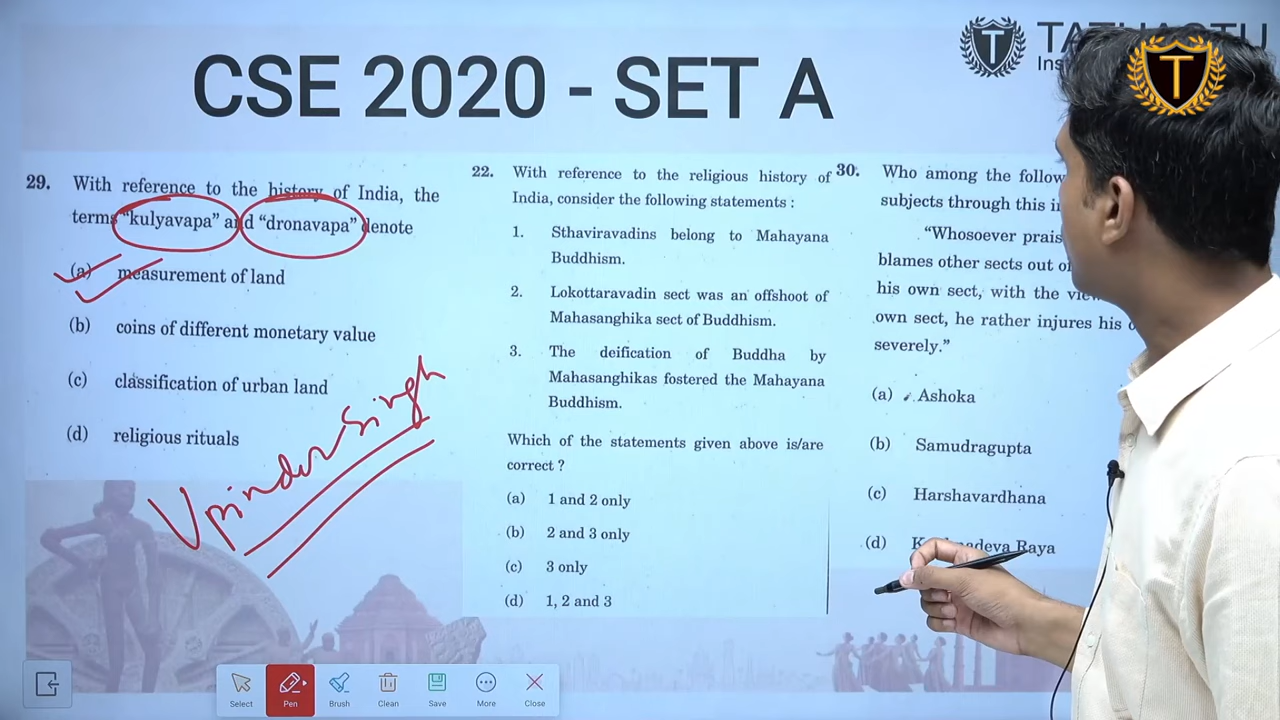 CSE 2020 - SET A
T
T
29. With reference to the history of India, the
terms "kulyavapa" and "dronavapa" denote
(a) measurement of land
(b) coins of different monetary value
(c) classification of urban land
(d) religious rituals
Upinder Singh
22. With reference to the religious history of
India, consider the following statements :
1. Sthaviravadins belong to Mahayana
Buddhism.
2. Lokottaravadin sect was an offshoot of
Mahasanghika sect of Buddhism.
3. The deification of Buddha by
Mahasanghikas fostered the Mahayana
Buddhism.
Which of the statements given above is/are
correct ?
(a) 1 and 2 only
(b) 2 and 3 only
(c) 3 only
(d) 1, 2 and 3
30. Who among the follow
subjects through this in
"Whosoever prais
blames other sects out o
his own sect, with the view
own sect, he rather injures his o
severely."
(a) Ashoka
(b) Samudragupta
(c) Harshavardhana
(d) Raya
Select
Pen
Brush
Clean
Save
More
Close